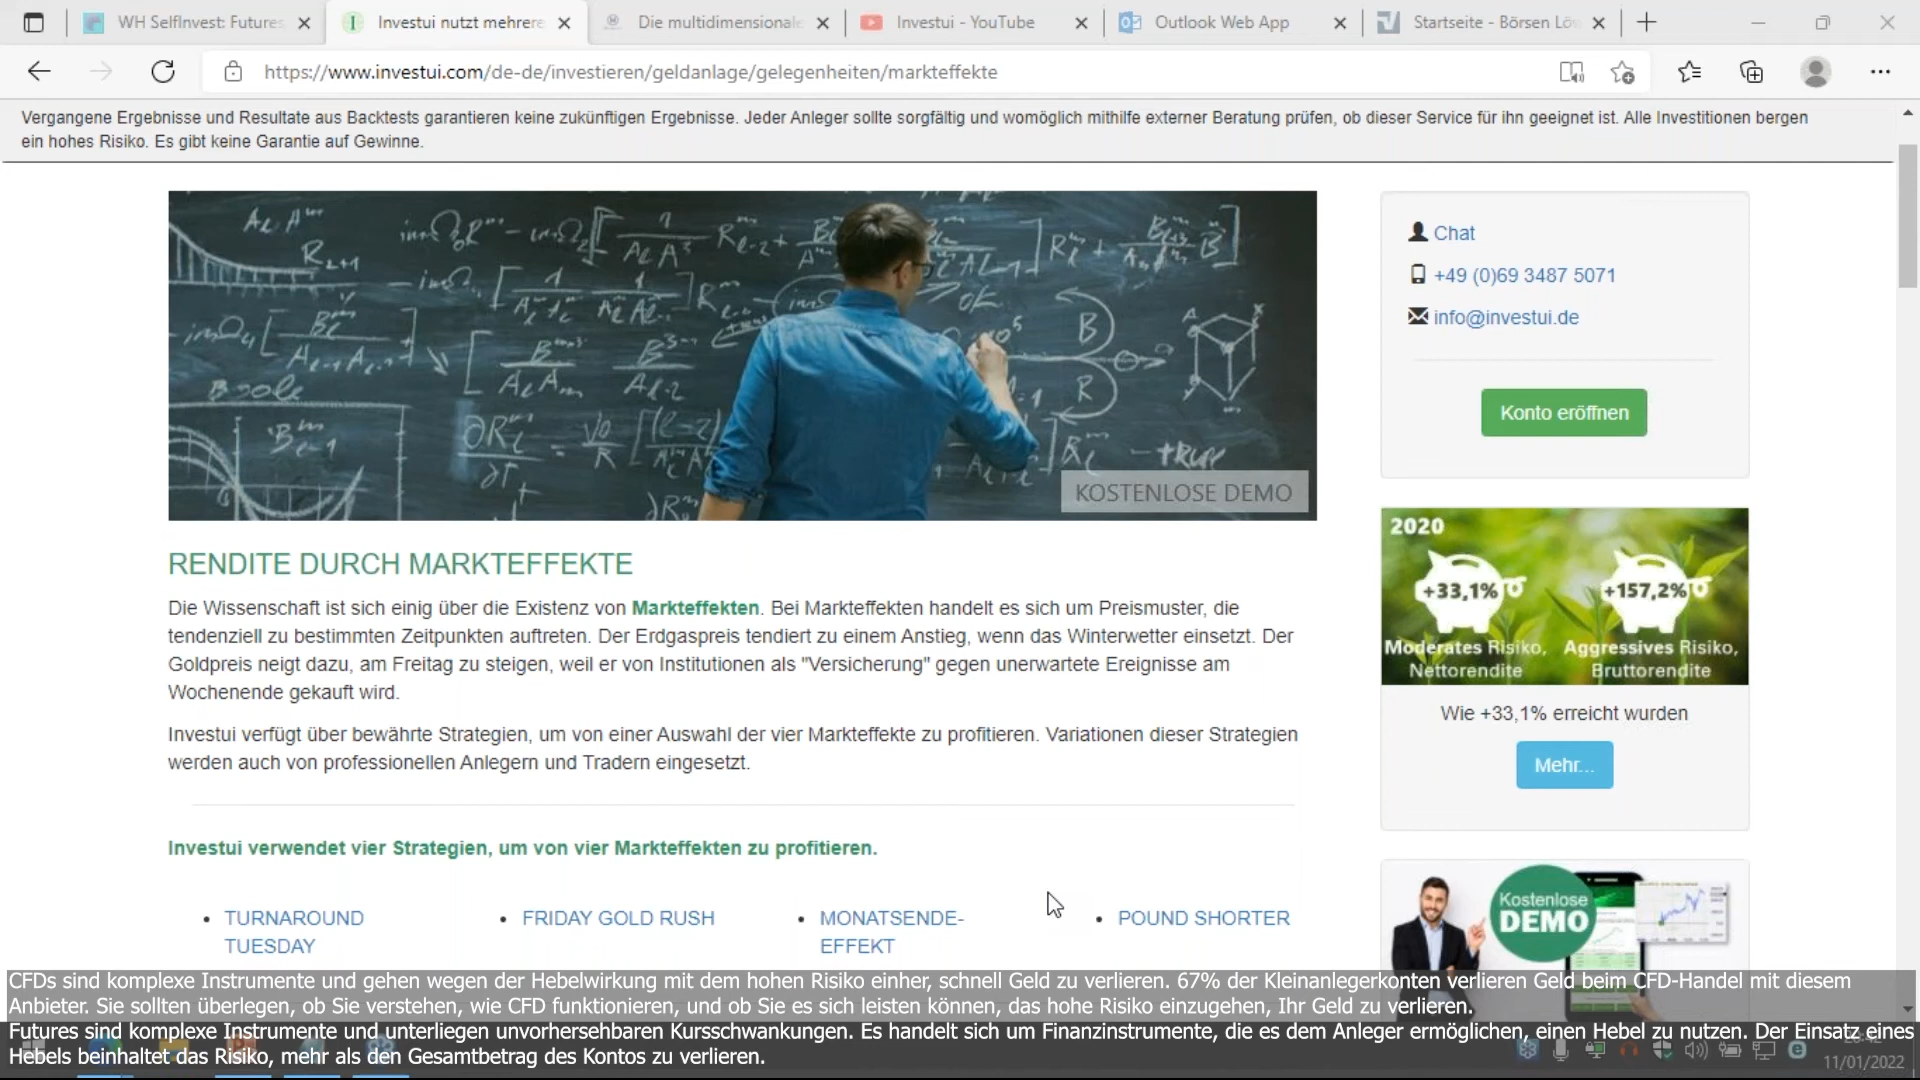 WH SelfInvest: Futures
Investui nutzt mehrere
Die multidimensionale
Investui - YouTube
Outlook Web App
Startseite - Börsen Löw
https://www.investui.com/de-de/investieren/geldanlage/gelegenheiten/markteffekte
Vergangene Ergebnisse und Resultate aus Backtests garantieren keine zukünftigen Ergebnisse. Jeder Anleger sollte sorgfältig und womöglich mithilfe externer Beratung prüfen, ob dieser Service für ihn geeignet ist. Alle Investitionen bergen
ein hohes Risiko. Es gibt keine Garantie auf Gewinne.
KOSTENLOSE DEMO
RENDITE DURCH MARKTEFFEKTE
Die Wissenschaft ist sich einig über die Existenz von Markteffekten. Bei Markteffekten handelt es sich um Preismuster, die
tendenziell zu bestimmten Zeitpunkten auftreten. Der Erdgaspreis tendiert zu einem Anstieg, wenn das Winterwetter einsetzt. Der
Goldpreis neigt dazu, am Freitag zu steigen, weil er von Institutionen als "Versicherung" gegen unerwartete Ereignisse am
Wochenende gekauft wird.
Investui verfügt über bewährte Strategien, um von einer Auswahl der vier Markteffekte zu profitieren. Variationen dieser Strategien
werden auch von professionellen Anlegern und Tradern eingesetzt.
Investui verwendet vier Strategien, um von vier Markteffekten zu profitieren.
• TURNAROUND
TUESDAY
• FRIDAY GOLD RUSH
• MONATSENDE-
EFFEKT
• POUND SHORTER
Chat
+49 (0)69 3487 5071
info@investui.de
Konto eröffnen
2020
+33,1%
+157,2%
Moderates Risiko,
Nettorendite
Aggressives Risiko,
Bruttorendite
Wie +33,1% erreicht wurden
Mehr...
Kostenlose
DEMO
CFDs sind komplexe Instrumente und gehen wegen der Hebelwirkung mit dem hohen Risiko einher, schnell Geld zu verlieren. 67% der Kleinanlegerkonten verlieren Geld beim CFD-Handel mit diesem
Anbieter. Sie sollten überlegen, ob Sie verstehen, wie CFD funktionieren, und ob Sie es sich leisten können, das hohe Risiko einzugehen, Ihr Geld zu verlieren.
Futures sind komplexe Instrumente und unterliegen unvorhersehbaren Kursschwankungen. Es handelt sich um Finanzinstrumente, die es dem Anleger ermöglichen, einen Hebel zu nutzen. Der Einsatz eines
Hebels beinhaltet das Risiko, mehr als den Gesamtbetrag des Kontos zu verlieren.
11/01/2022